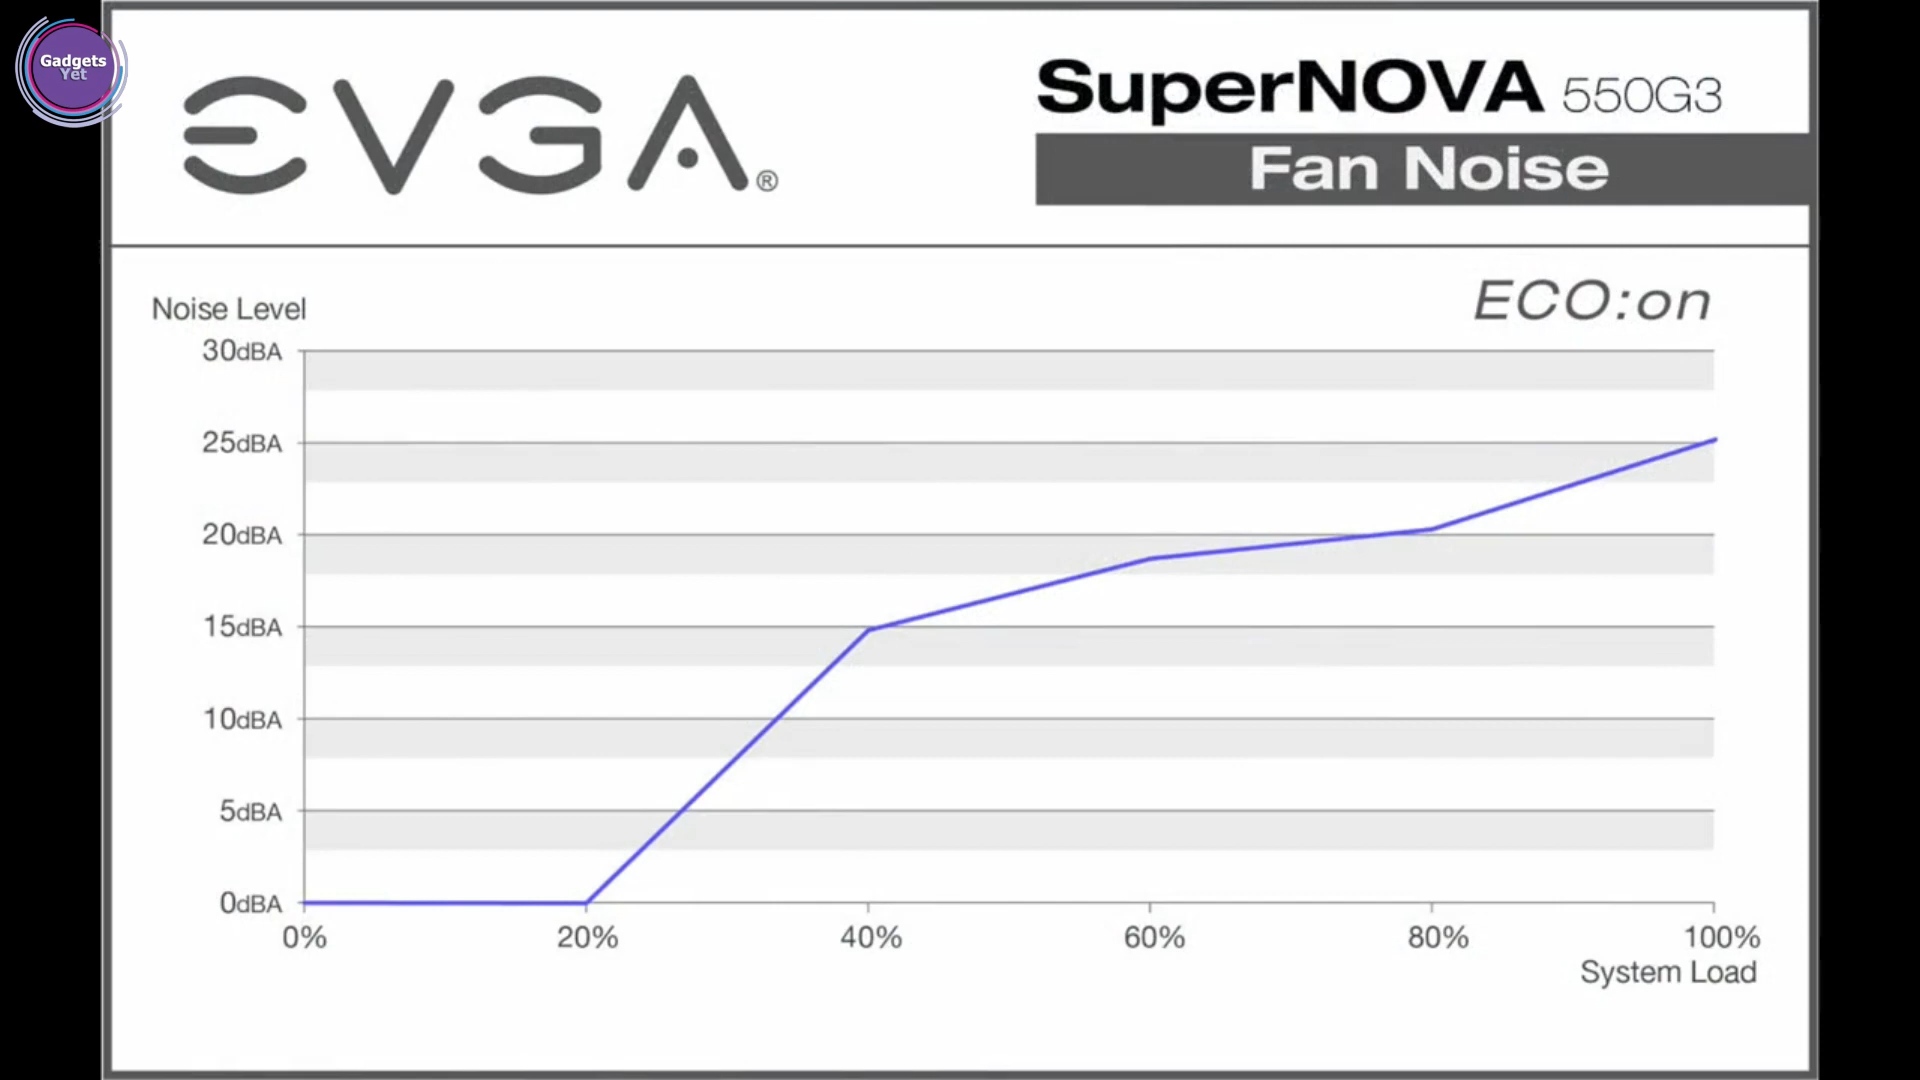 Gadgets
Yet
EVGA®
SuperNOVA 550G3
Fan Noise
ECO:on
Noise Level
30dBA
25dBA
20dBA
15dBA
10dBA
5dBA
0dBA
0% 20% 40% 60% 80% 100%
System Load